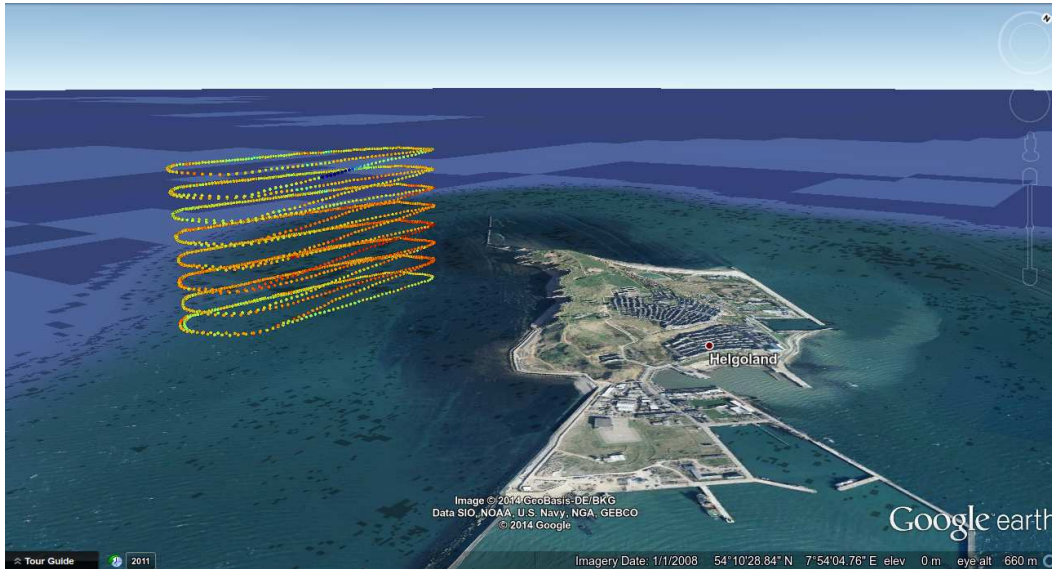 N
Helgoland
Image © 2014 GeoBasis-DE/BKG
Data SIO, NOAA, U.S. Navy, NGA, GEBCO
© 2014 Google
Google earth
Tour Guide
2011
Imagery Date: 1/1/2008 54°10'28.84" N 7°54'04.76" E elev 0 m eye alt 660 m